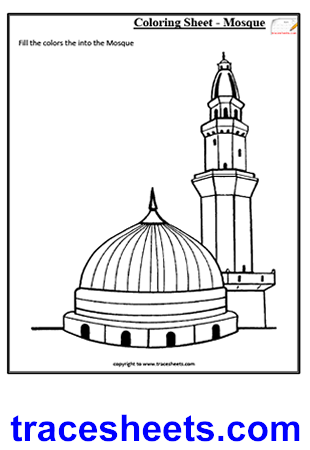 Coloring Sheet - Mosque
Fill the colors the into the Mosque
copyright to www.tracesheets.com
tracesheets.com